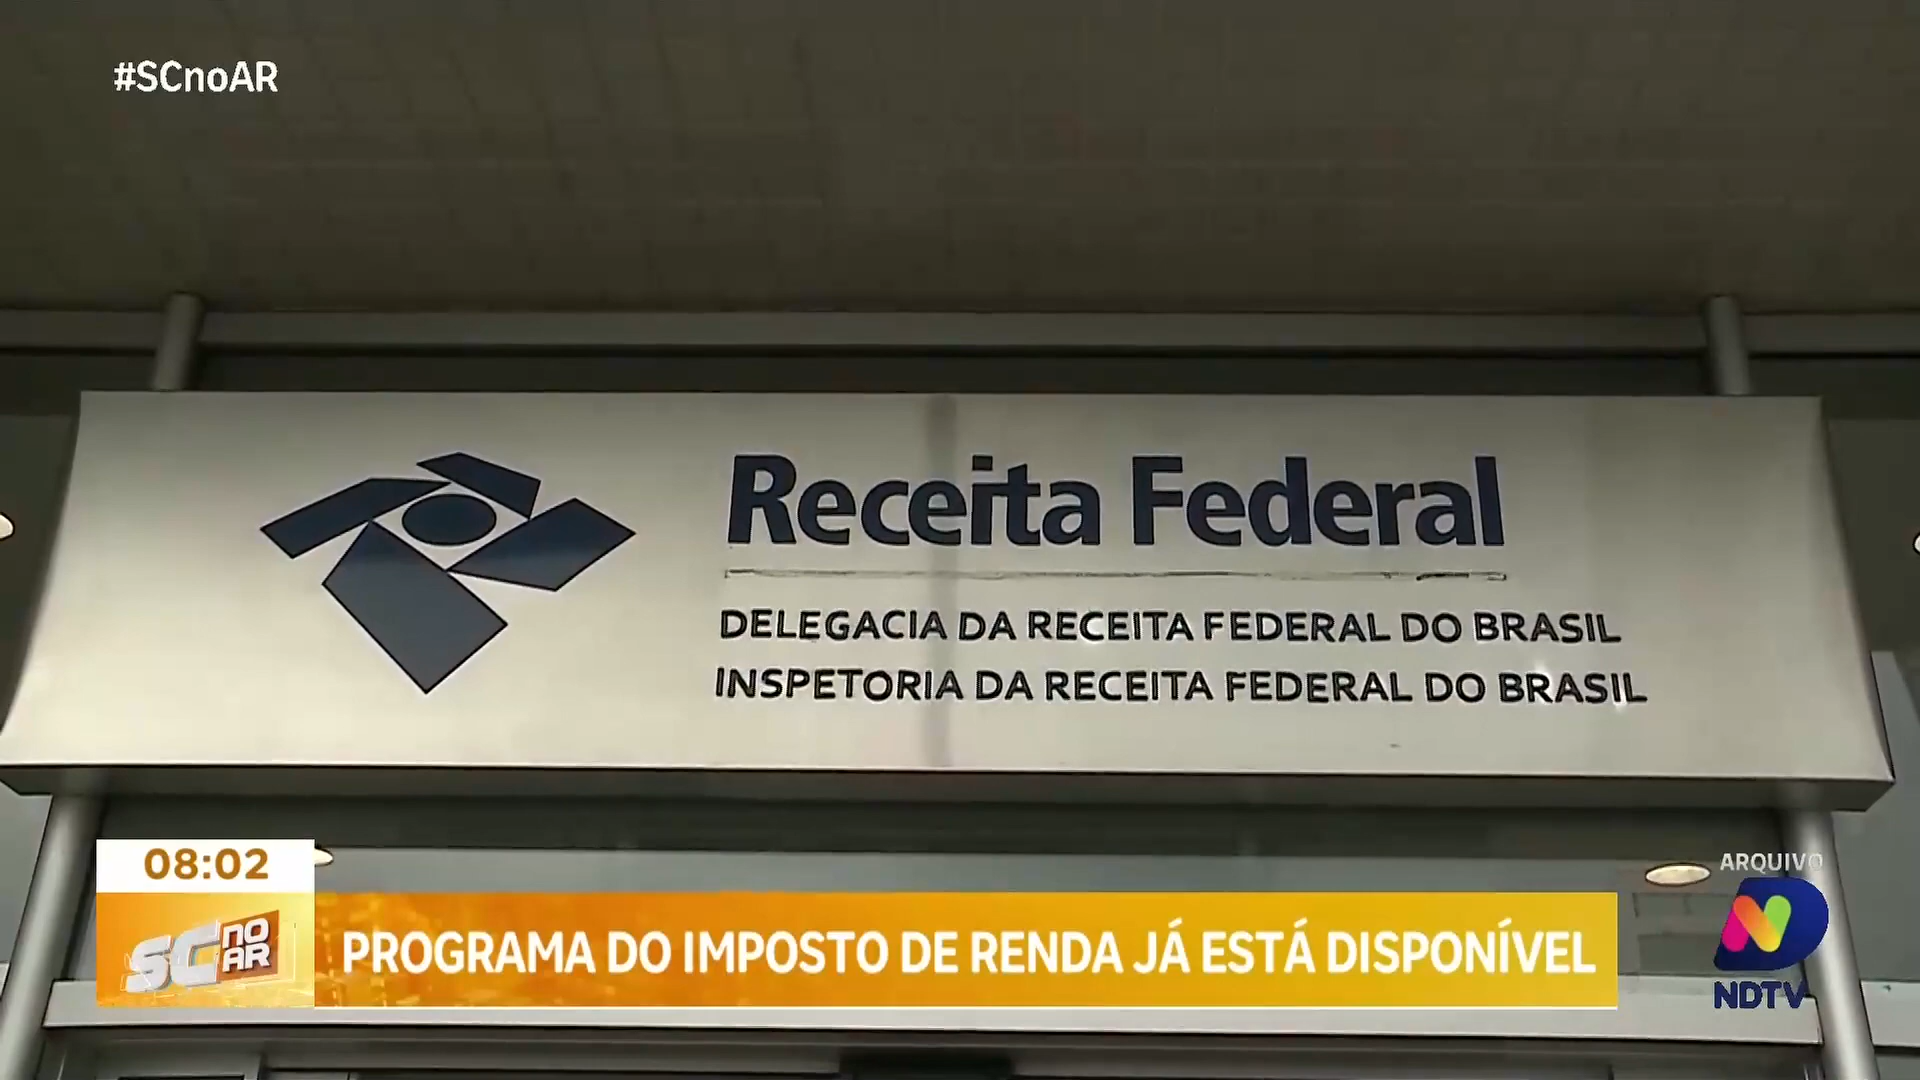 #SCnoAR
Receita Federal
DELEGACIA DA RECEITA FEDERAL DO BRASIL
INSPETORIA DA RECEITA FEDERAL DO BRASIL
08:02
SC NO AR
PROGRAMA DO IMPOSTO DE RENDA JÁ ESTÁ DISPONÍVEL
ARQUIVO
NDTV